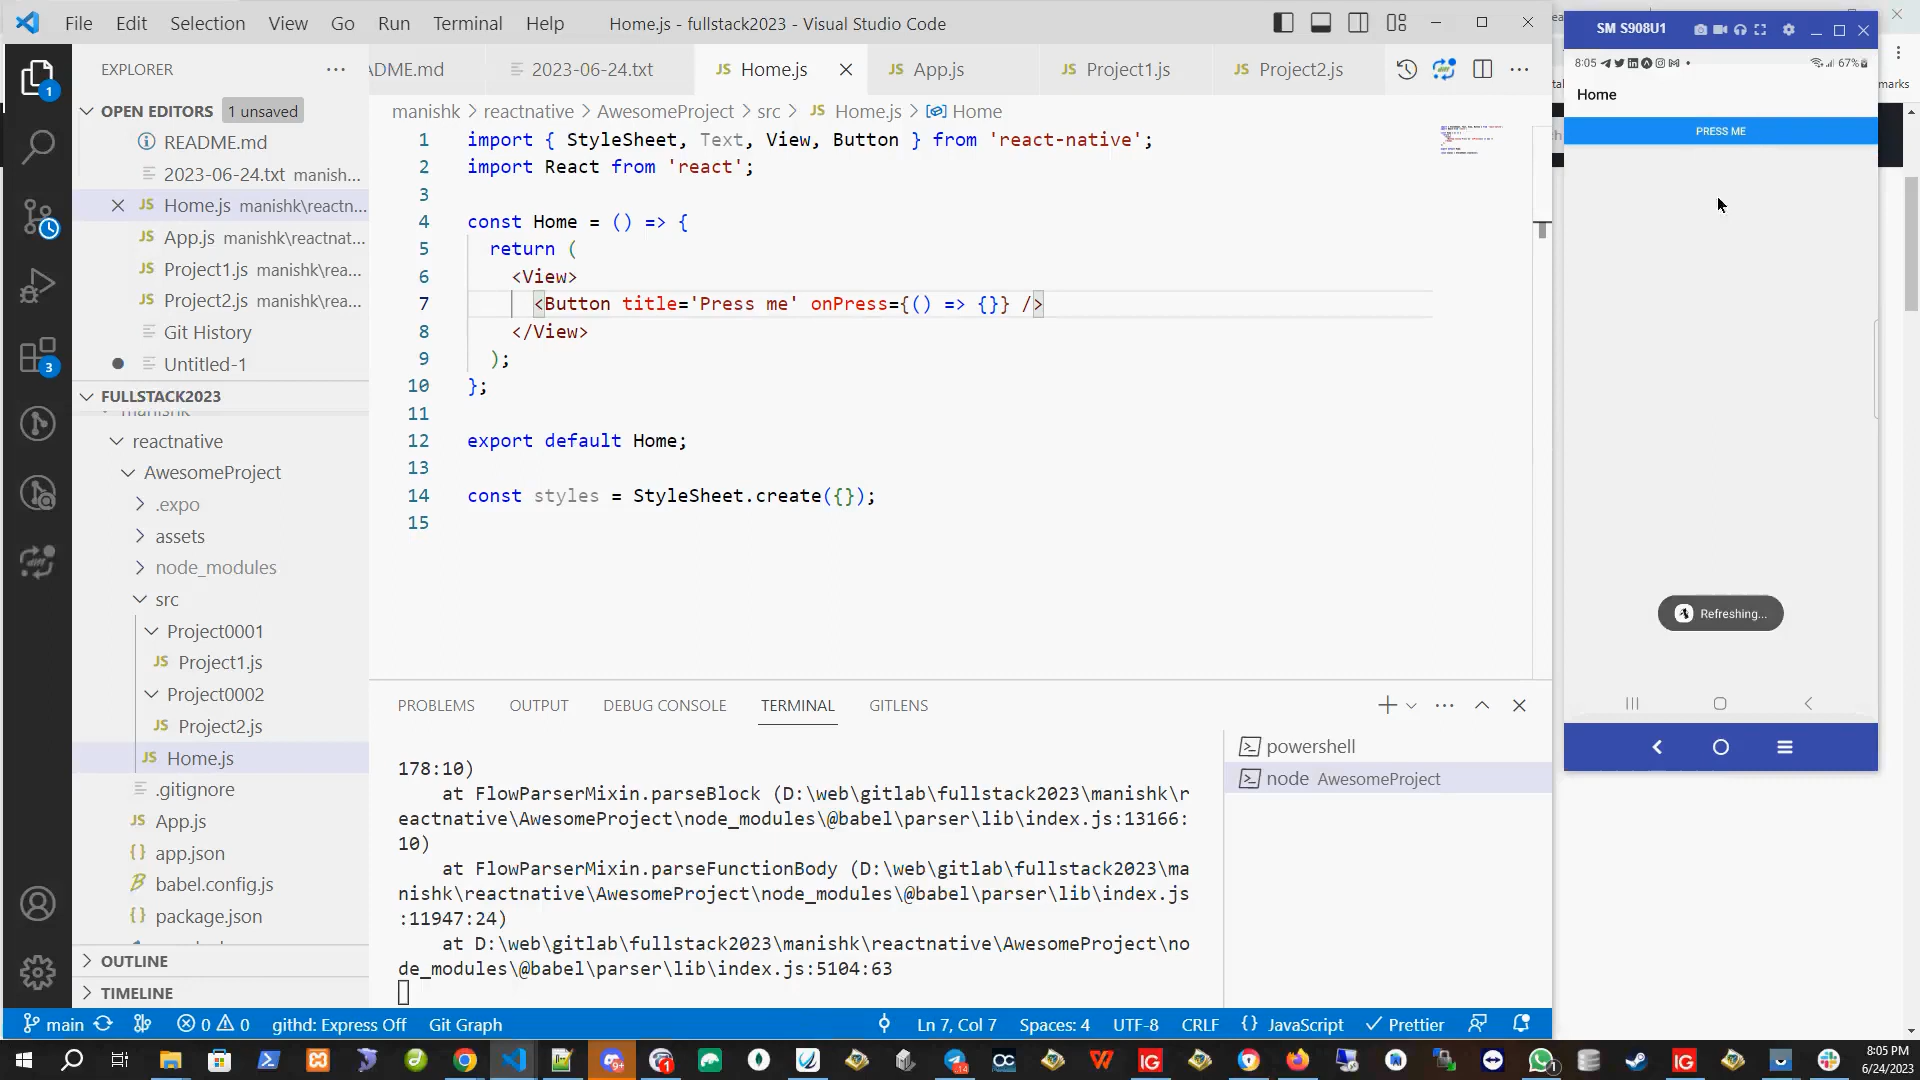 File Edit Selection View Go Run Terminal Help Home.js - fullstack2023 - Visual Studio Code
EXPLORER
OPEN EDITORS 1 unsaved
README.md
2023-06-24.txt manish...
Home.js manishk\reactn...
App.js manishk\reactnat...
Project1.js manishk\rea...
Project2.js manishk\rea...
Git History
Untitled-1
FULLSTACK2023
manishk
reactnative
AwesomeProject
.expo
assets
node_modules
src
Project0001
Project1.js
Project0002
Project2.js
Home.js
.gitignore
App.js
app.json
babel.config.js
package.json
OUTLINE
TIMELINE
1
3
DME.md 2023-06-24.txt JS Home.js JS App.js JS Project1.js JS Project2.js
manishk > reactnative > AwesomeProject > src > JS Home.js > Home
1 import { StyleSheet, Text, View, Button } from 'react-native';
2 import React from 'react';
3
4 const Home = () => {
5 return (
6 <View>
7 <Button title='Press me' onPress={() => {}} />
8 </View>
9 );
10 };
11
12 export default Home;
13
14 const styles = StyleSheet.create({});
15
PROBLEMS OUTPUT DEBUG CONSOLE TERMINAL GITLENS
178:10)
at FlowParserMixin.parseBlock (D:\web\gitlab\fullstack2023\manishk\r
eactnative\AwesomeProject\node_modules\@babel\parser\lib\index.js:13166:
10)
at FlowParserMixin.parseFunctionBody (D:\web\gitlab\fullstack2023\ma
nishk\reactnative\AwesomeProject\node_modules\@babel\parser\lib\index.js
:11947:24)
at D:\web\gitlab\fullstack2023\manishk\reactnative\AwesomeProject\no
de_modules\@babel\parser\lib\index.js:5104:63
powershell
node AwesomeProject
main 0 0 githd: Express Off Git Graph Ln 7, Col 7 Spaces: 4 UTF-8 CRLF {} JavaScript Prettier
SM S908U1
8:05 67%
Home
PRESS ME
Refreshing...
marks
8:05 PM
6/24/2023